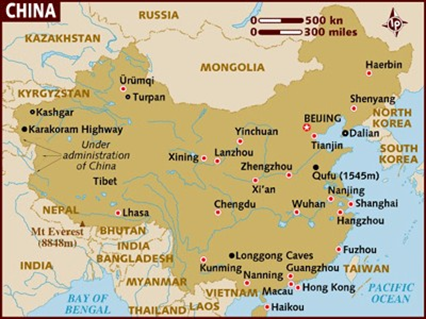 CHINA
RUSSIA
0 500 km
0 300 miles
KAZAKHSTAN
MONGOLIA
Haerbin
Ürümqi
Turpan
KYRGYZSTAN
Shenyang
Kashgar
NORTH
KOREA
BEIJING
Karakoram Highway
Yinchuan
Dalian
Tianjin
SOUTH
KOREA
Under
administration
of China
Xining
Lanzhou
Zhengzhou
Qufu (1545m)
Tibet
Xi'an
Nanjing
Shanghai
NEPAL
Lhasa
Chengdu
Wuhan
Hangzhou
Mt Everest
(8848m)
BHUTAN
INDIA
Fuzhou
Longgong Caves
INDIA
BANGLADESH
Kunming
Guangzhou
TAIWAN
Nanning
MYANMAR
Macau
Hong Kong
PACIFIC
OCEAN
BAY OF
BENGAL
VIETNAM
LAOS
THAILAND
Haikou
lp